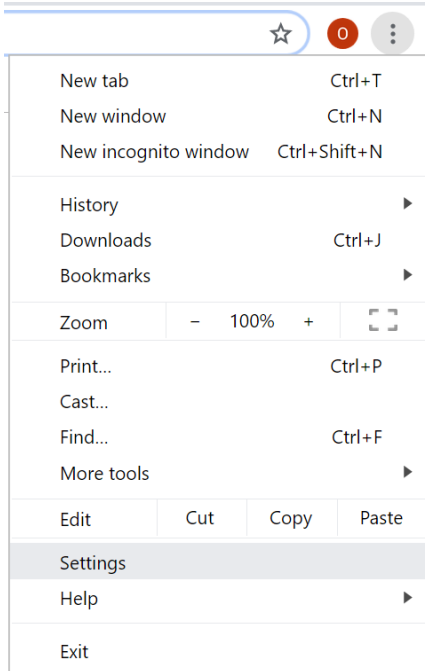 O
New tab Ctrl+T
New window Ctrl+N
New incognito window Ctrl+Shift+N
History
Downloads Ctrl+J
Bookmarks
Zoom - 100% +
Print... Ctrl+P
Cast...
Find... Ctrl+F
More tools
Edit Cut Copy Paste
Settings
Help
Exit